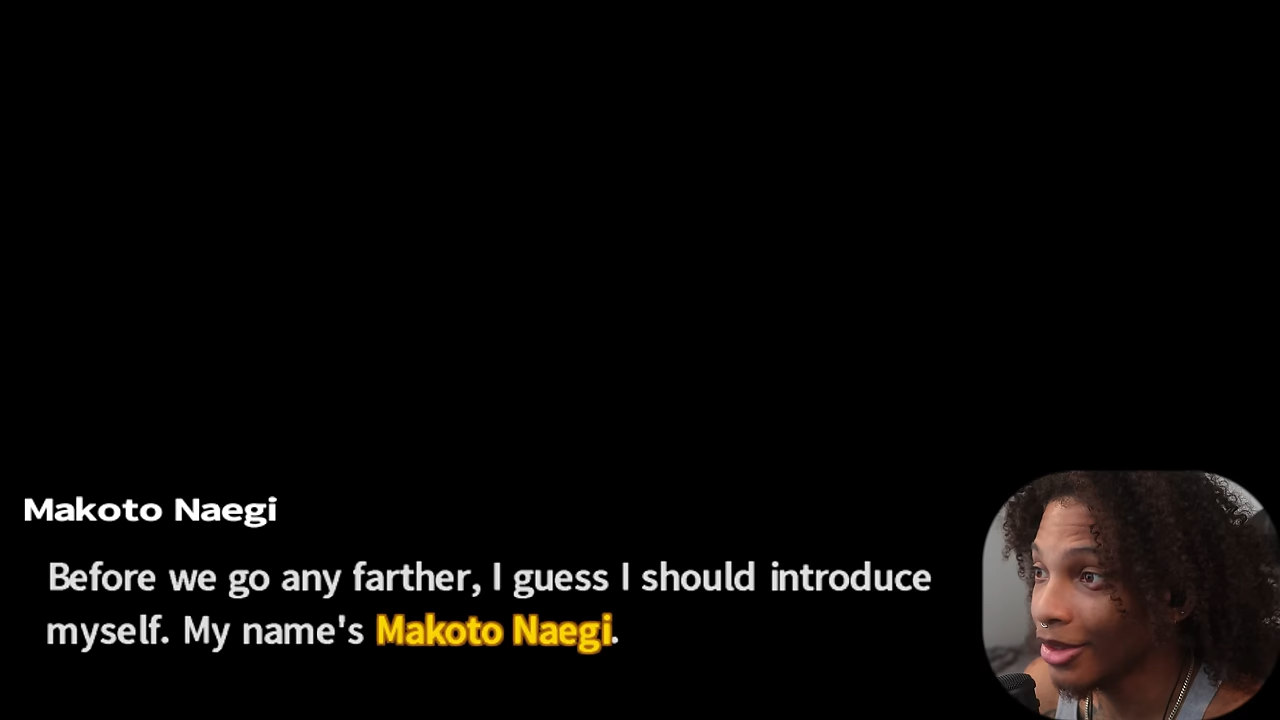 Makoto Naegi
Before we go any farther, I guess I should introduce
myself. My name's Makoto Naegi.